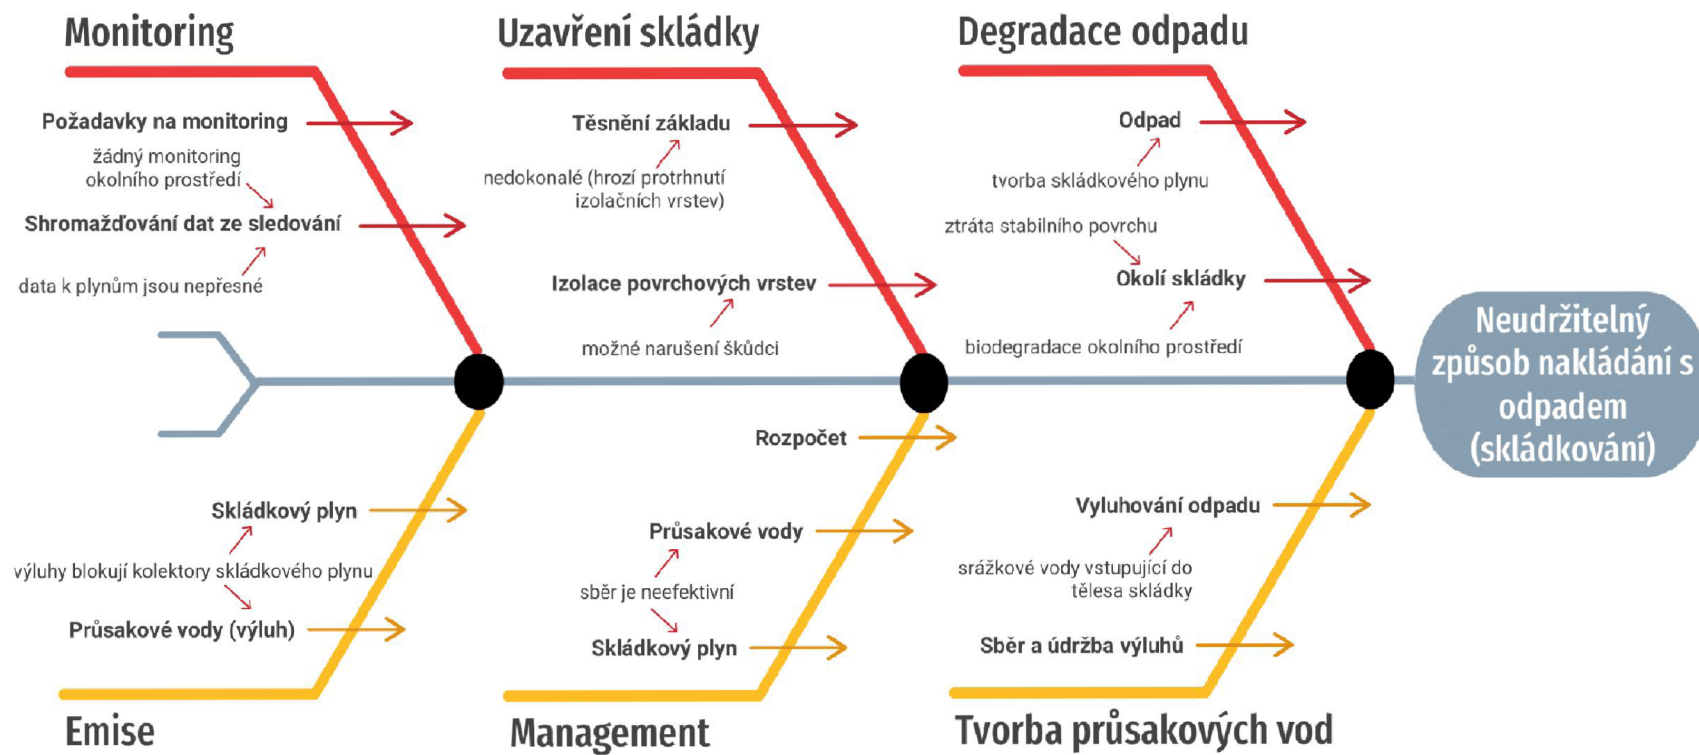 Monitoring
Požadavky na monitoring
žádný monitoring
okolního prostředí
Shromažďování dat ze sledování
data k plynům jsou nepřesné
Uzavření skládky
Těsnění základu
nedokonalé (hrozí protrhnutí
izolačních vrstev)
Izolace povrchových vrstev
možné narušení škůdci
Degradace odpadu
Odpad
tvorba skládkového plynu
ztráta stabilního povrchu
Okolí skládky
biodegradace okolního prostředí
Neudržitelný
způsob nakládání s
odpadem
(skládkování)
Skládkový plyn
výluhy blokují kolektory skládkového plynu
Průsakové vody (výluh)
Emise
Rozpočet
Průsakové vody
sběr je neefektivní
Skládkový plyn
Management
Vyluhování odpadu
srážkové vody vstupující do
tělesa skládky
Sběr a údržba výluhů
Tvorba průsakových vod